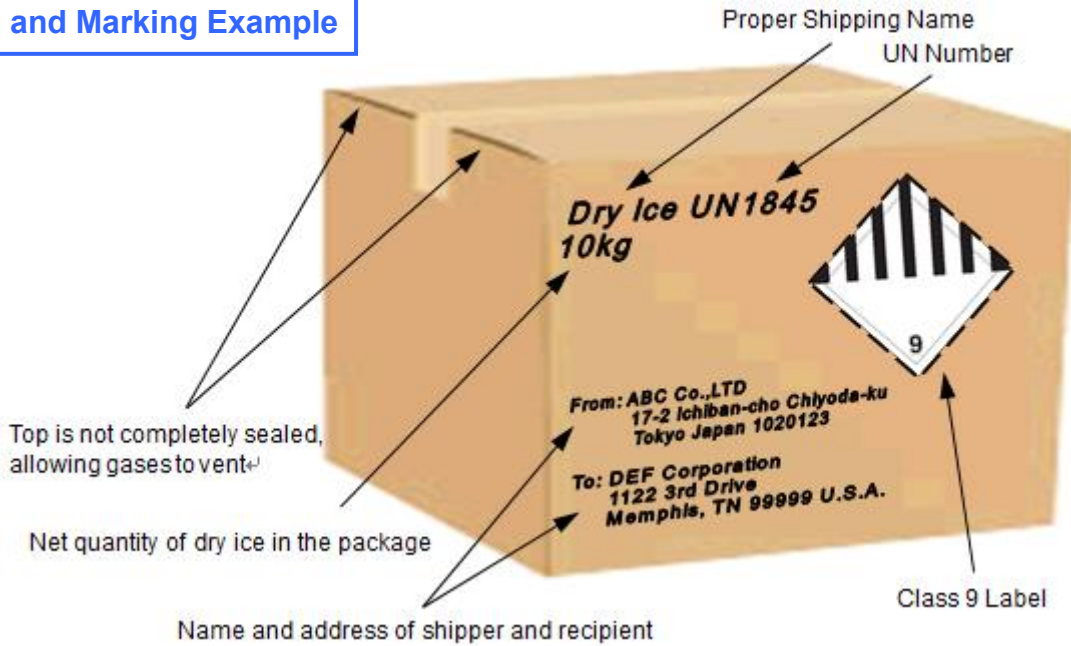 and Marking Example
Proper Shipping Name
UN Number
Dry Ice UN1845
10kg
9
From: ABC Co.,LTD
17-2 Ichiban-cho Chiyoda-ku
Tokyo Japan 1020123
To: DEF Corporation
1122 3rd Drive
Memphis, TN 99999 U.S.A.
Top is not completely sealed,
allowing gases to vent↵
Net quantity of dry ice in the package
Class 9 Label
Name and address of shipper and recipient